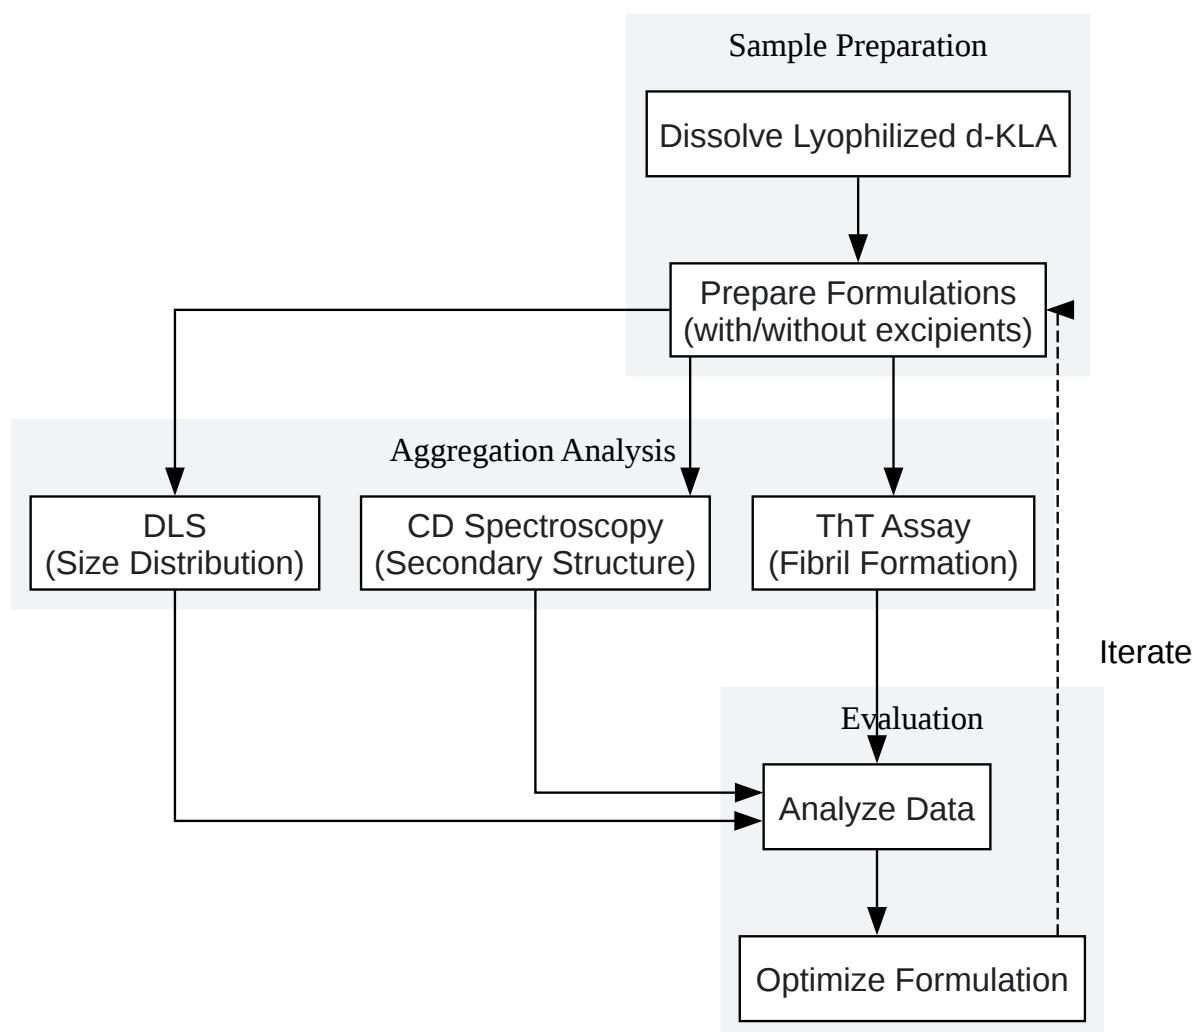 Sample Preparation
Dissolve Lyophilized d-KLA
Prepare Formulations
(with/without excipients)
Aggregation Analysis
DLS
(Size Distribution)
CD Spectroscopy
(Secondary Structure)
ThT Assay
(Fibril Formation)
Iterate
Evaluation
Analyze Data
Optimize Formulation